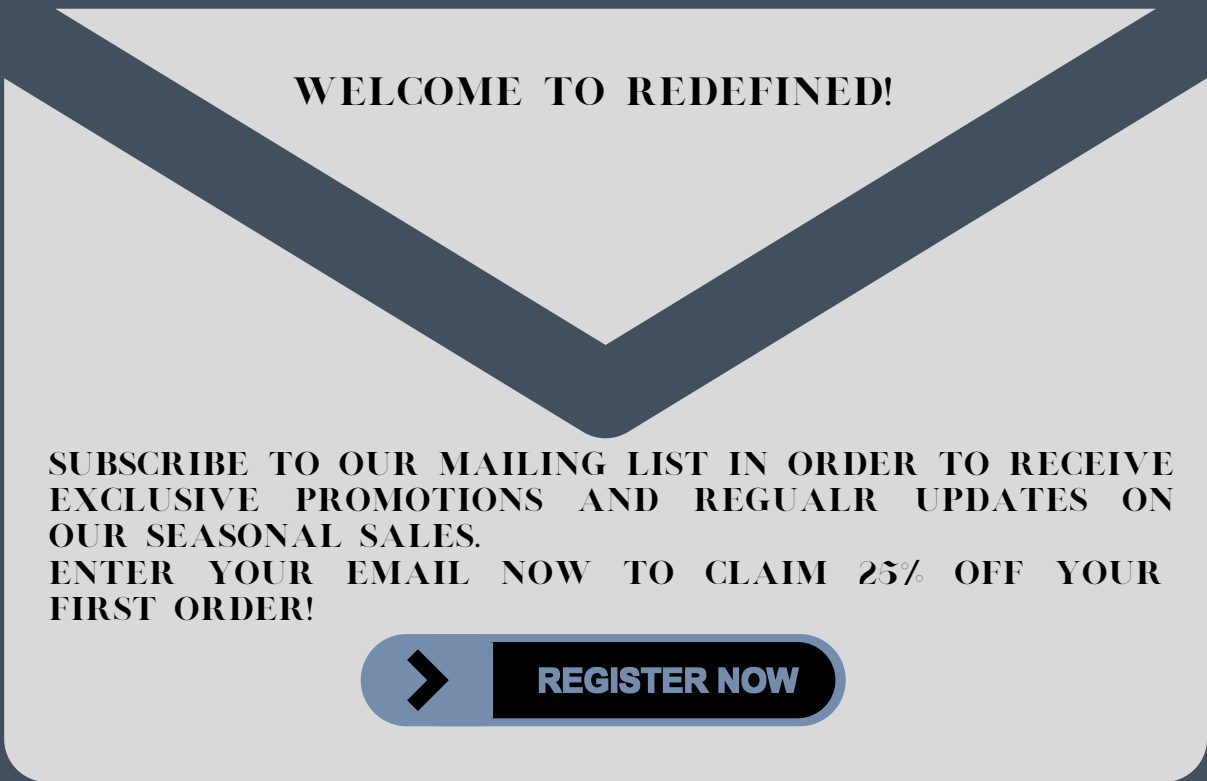 WELCOME TO REDEFINED!
SUBSCRIBE TO OUR MAILING LIST IN ORDER TO RECEIVE
EXCLUSIVE PROMOTIONS AND REGUALR UPDATES ON
OUR SEASONAL SALES.
ENTER YOUR EMAIL NOW TO CLAIM 25% OFF YOUR
FIRST ORDER!
REGISTER NOW